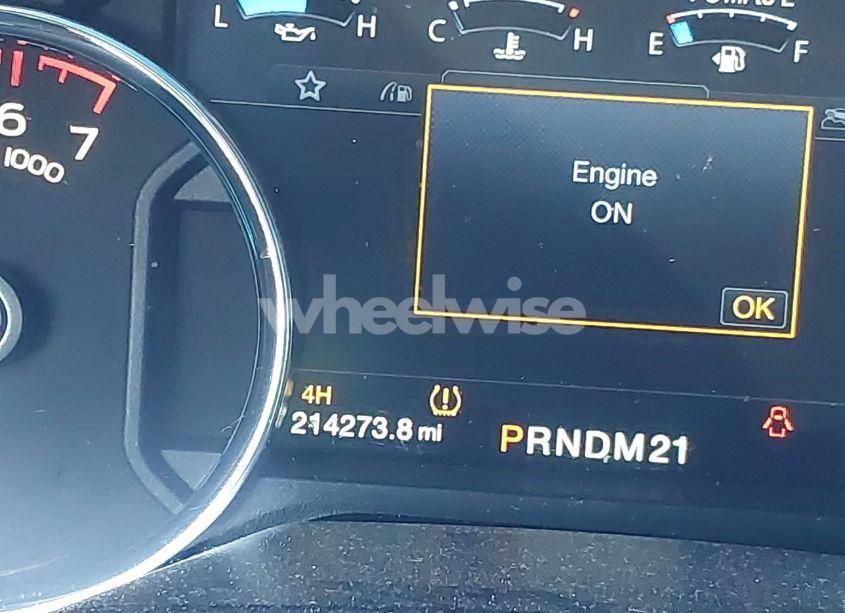 L H
C H
E F
6
7
1000
Engine
ON
OK
wheelwise
4H
214273.8 mi
PRNDM21